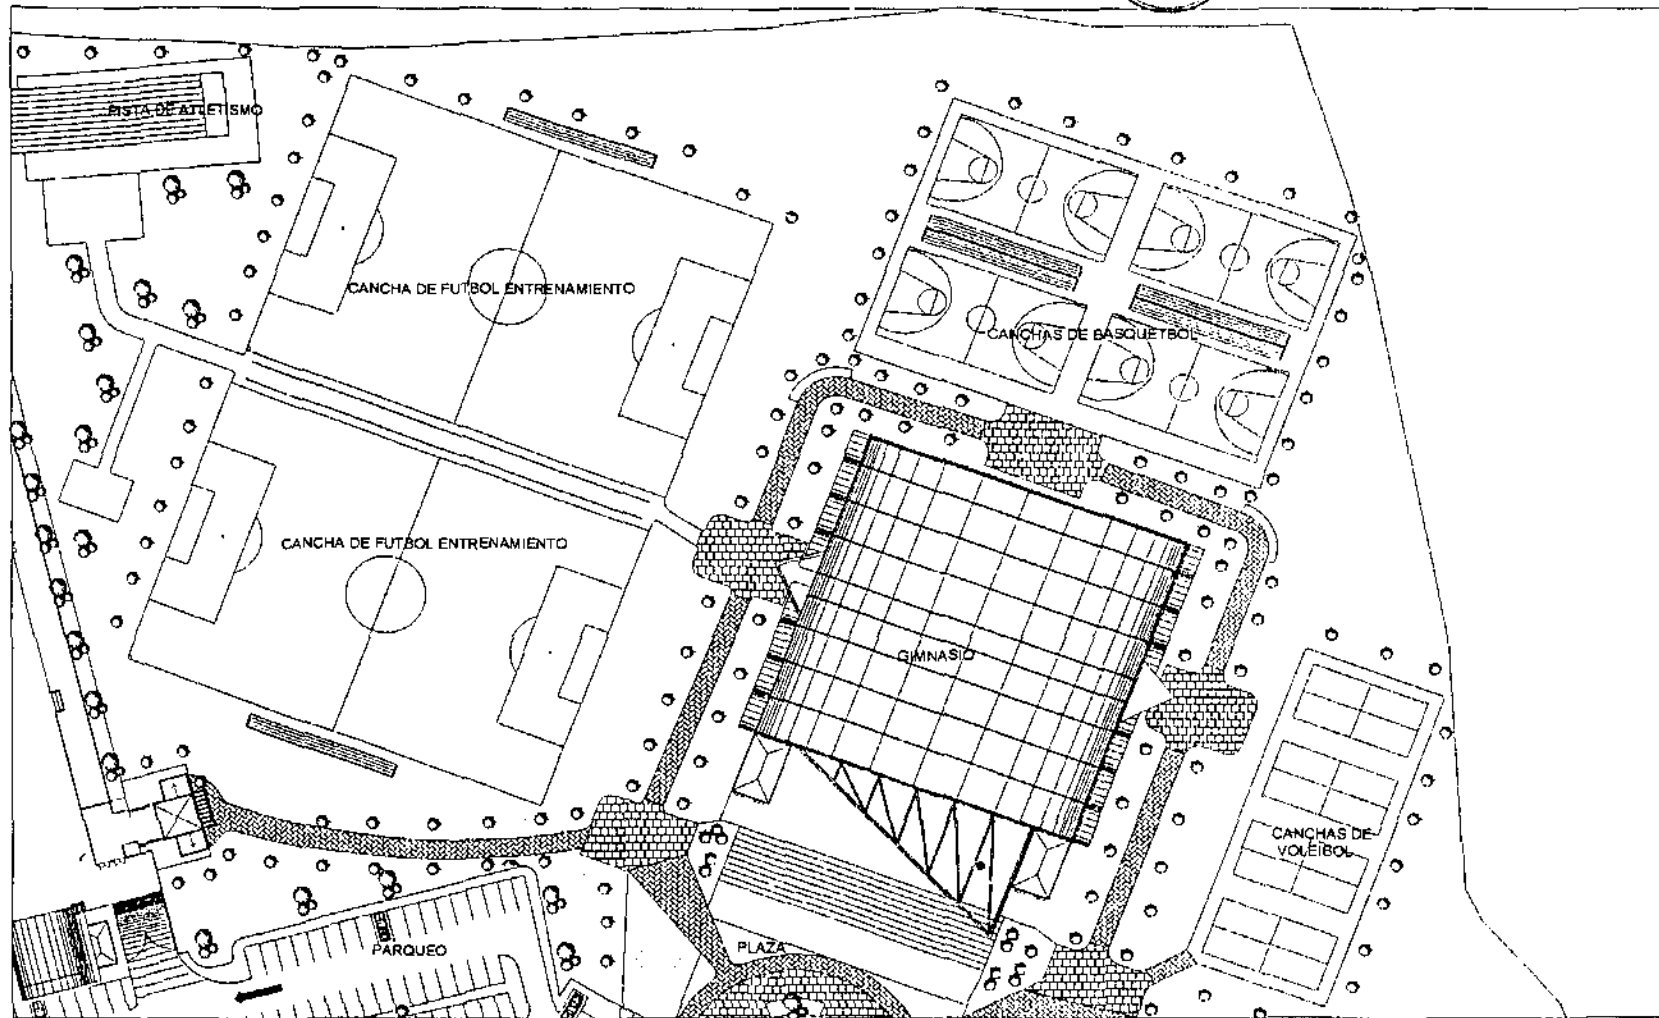 PISTA DE ATLETISMO
CANCHA DE FUTBOL ENTRENAMIENTO
CANCHAS DE BASQUETBOL
CANCHA DE FUTBOL ENTRENAMIENTO
GIMNASIO
CANCHAS DE
VOLEIBOL
PARQUEO
PLAZA